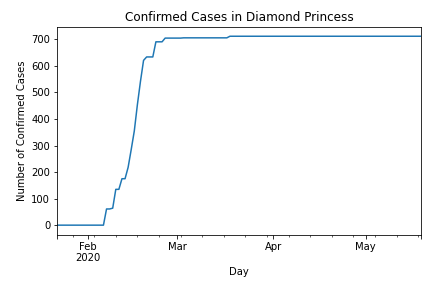 Confirmed Cases in Diamond Princess
Number of Confirmed Cases
700
600
500
400
300
200
100
0
Feb Mar Apr May
2020
Day